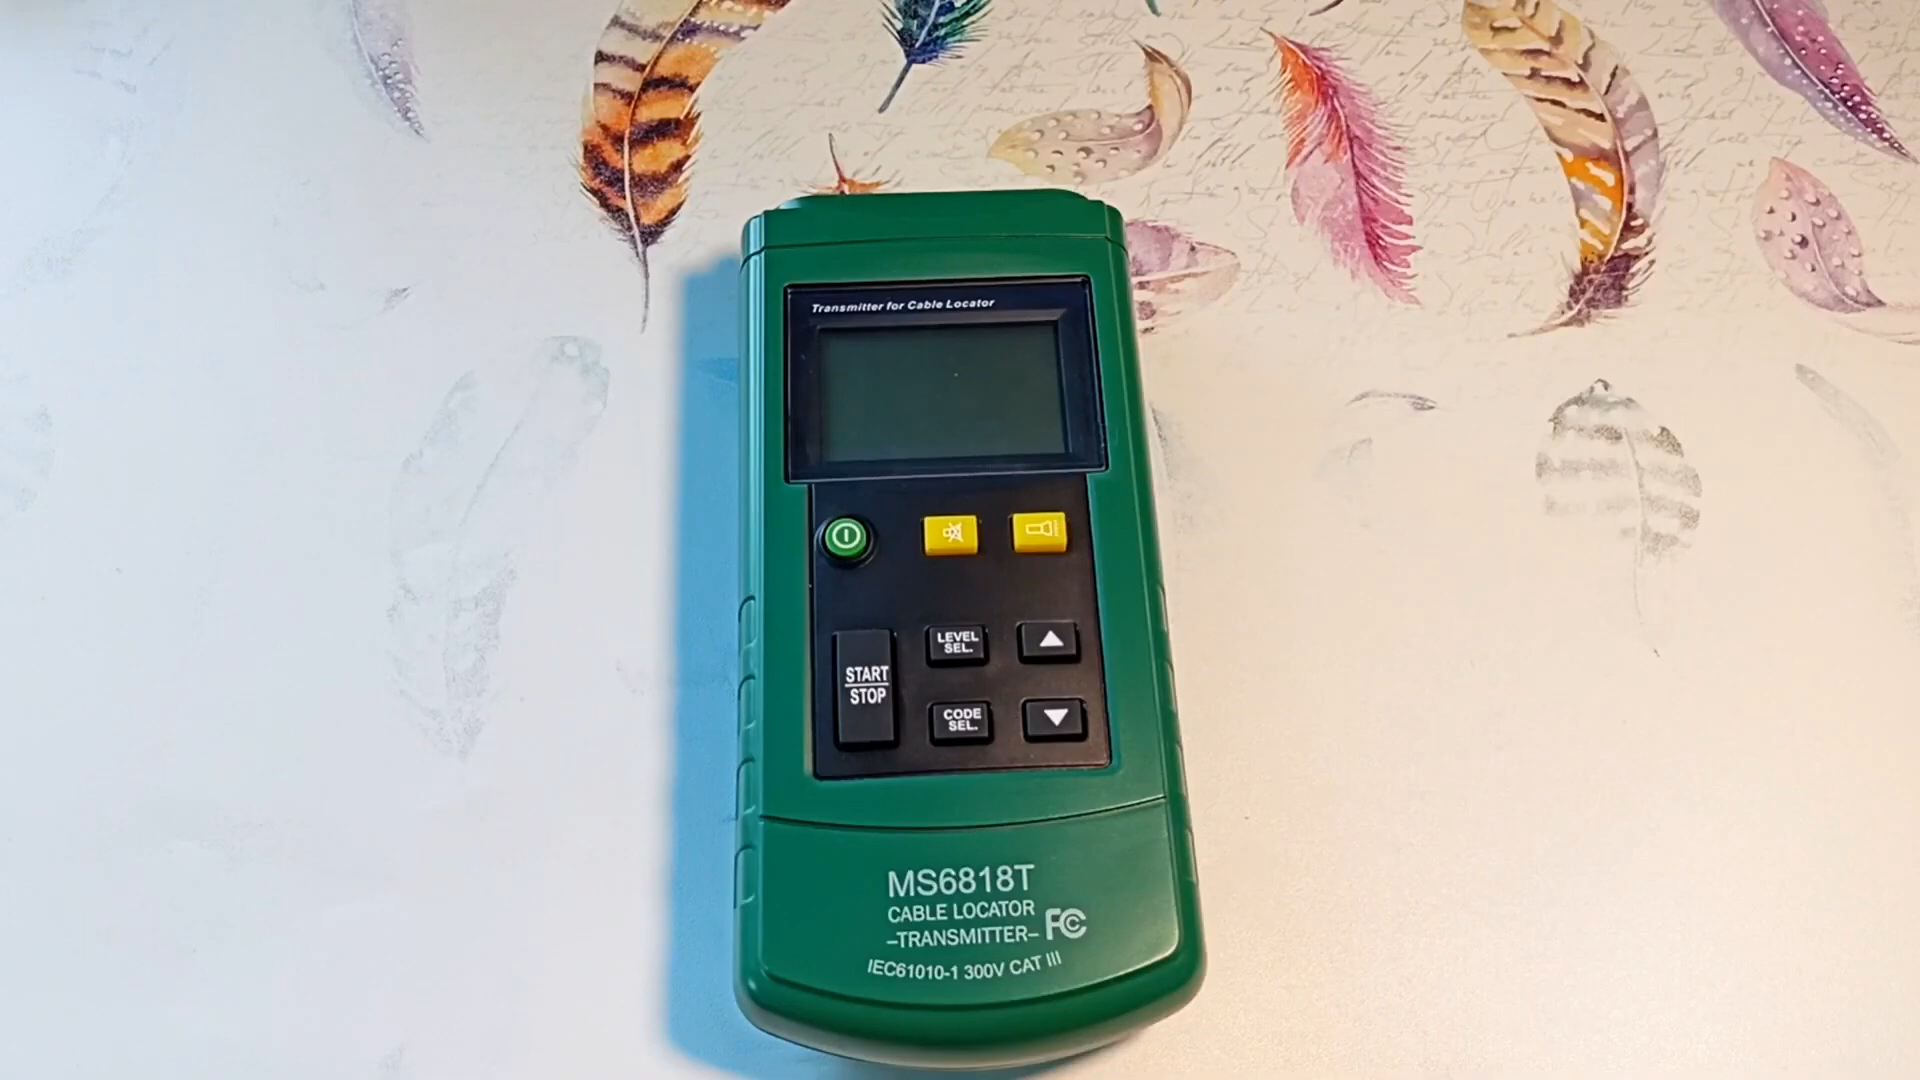 Transmitter for Cable Locator
LEVEL
SEL.
START
STOP
CODE
SEL.
MS6818T
CABLE LOCATOR
–TRANSMITTER– FC
IEC61010-1 300V CAT III